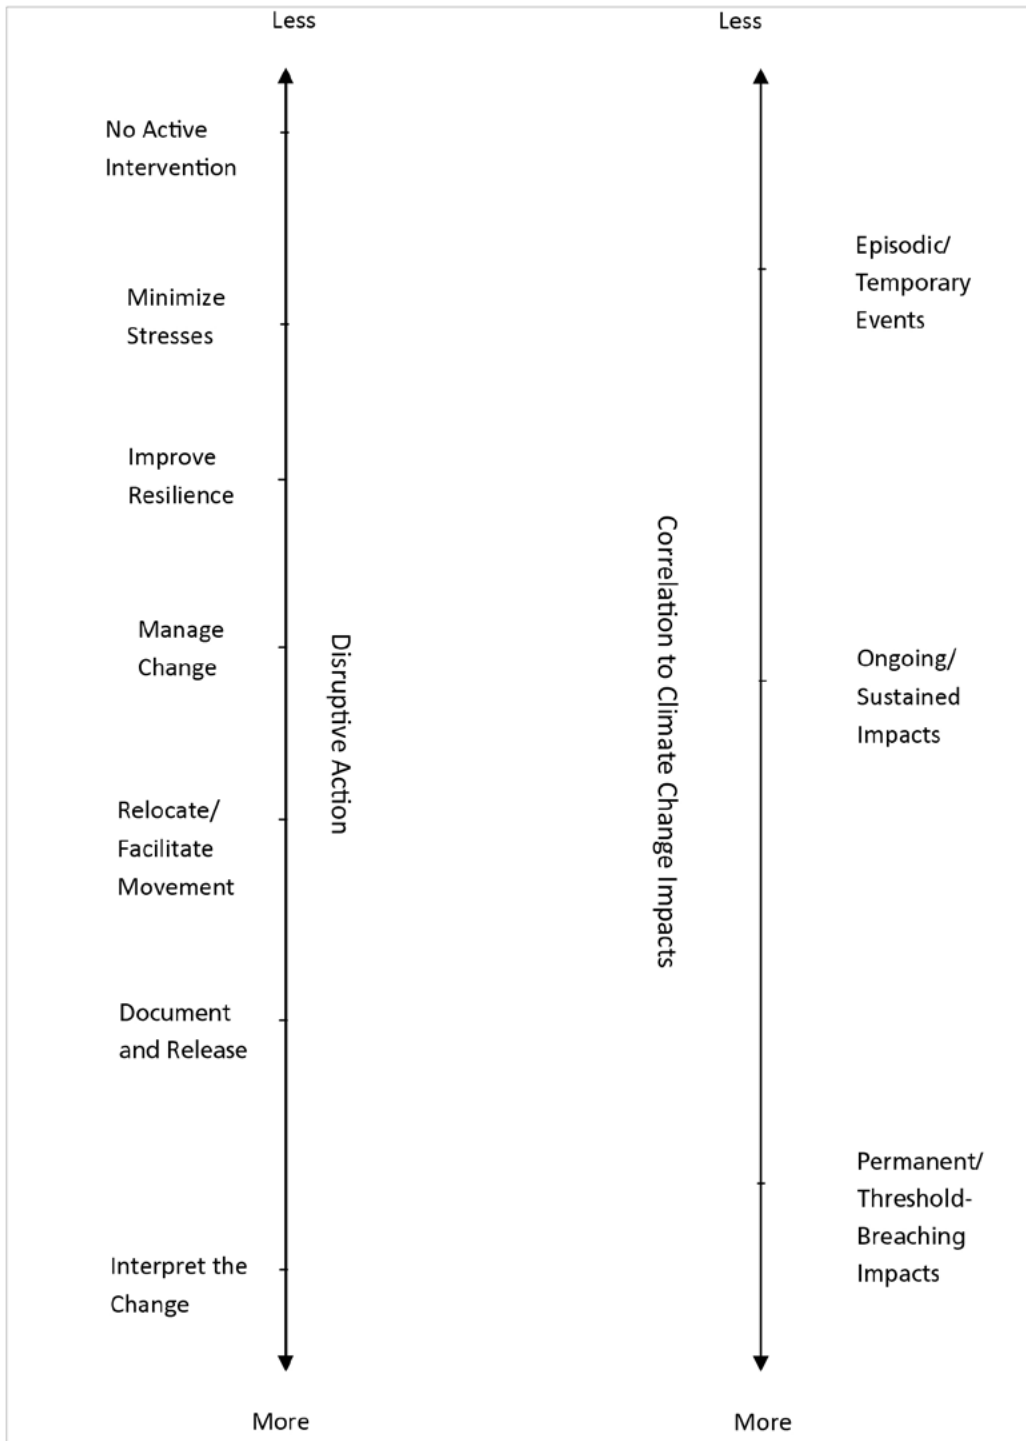 Less
No Active
Intervention
Minimize
Stresses
Improve
Resilience
Manage
Change
Relocate/
Facilitate
Movement
Document
and Release
Interpret the
Change
Disruptive Action
More
Less
Correlation to Climate Change Impacts
Episodic/
Temporary
Events
Ongoing/
Sustained
Impacts
Permanent/
Threshold-
Breaching
Impacts
More